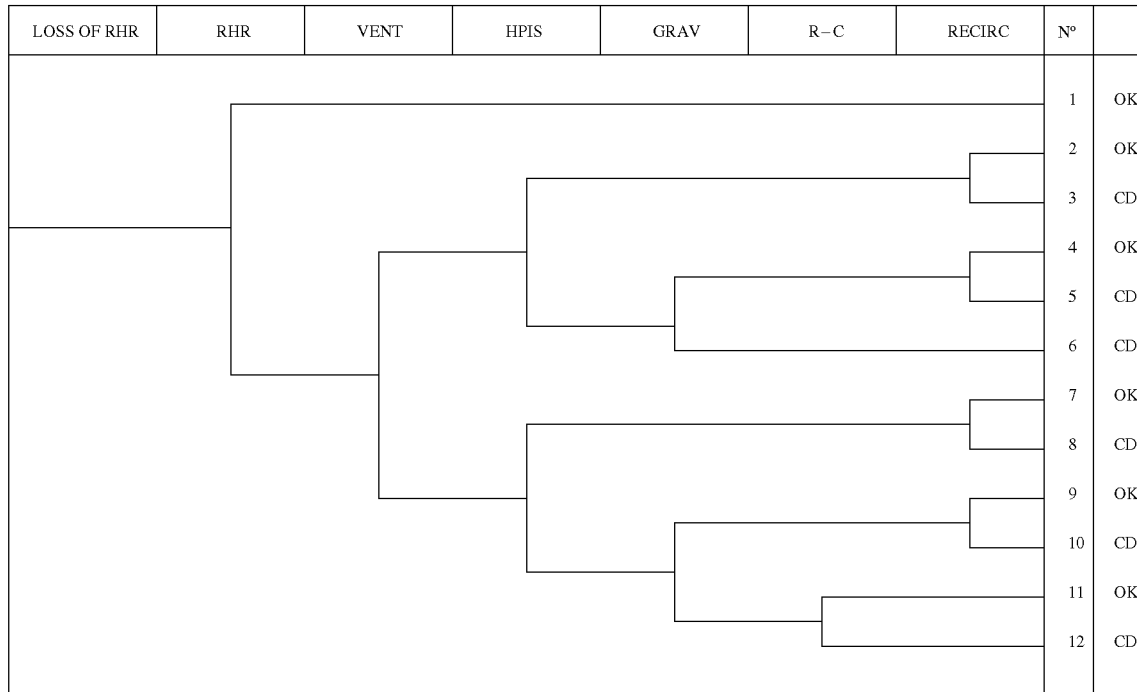 LOSS OF RHR RHR VENT HPIS GRAV R–C RECIRC Nº
1 OK
2 OK
3 CD
4 OK
5 CD
6 CD
7 OK
8 CD
9 OK
10 CD
11 OK
12 CD